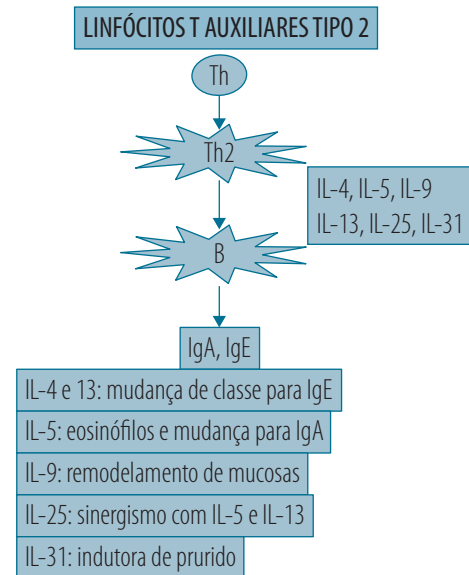 LINFÓCITOS T AUXILIARES TIPO 2
Th
Th2
IL-4, IL-5, IL-9
IL-13, IL-25, IL-31
B
IgA, IgE
IL-4 e 13: mudança de classe para IgE
IL-5: eosinófilos e mudança para IgA
IL-9: remodelamento de mucosas
IL-25: sinergismo com IL-5 e IL-13
IL-31: indutora de prurido